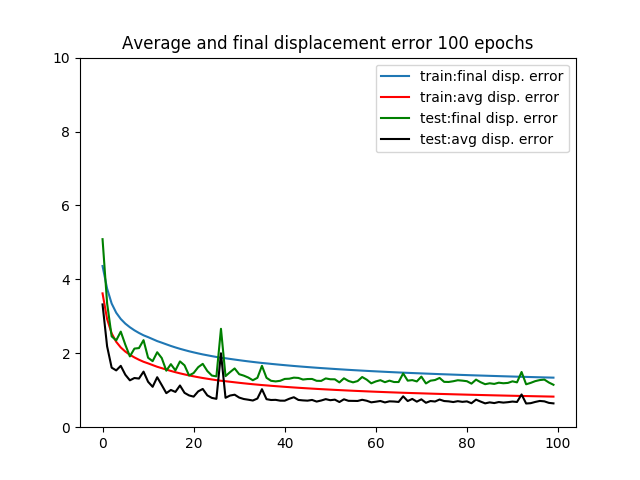 Average and final displacement error 100 epochs
10
8
6
4
2
0
train:final disp. error
train:avg disp. error
test:final disp. error
test:avg disp. error
0 20 40 60 80 100